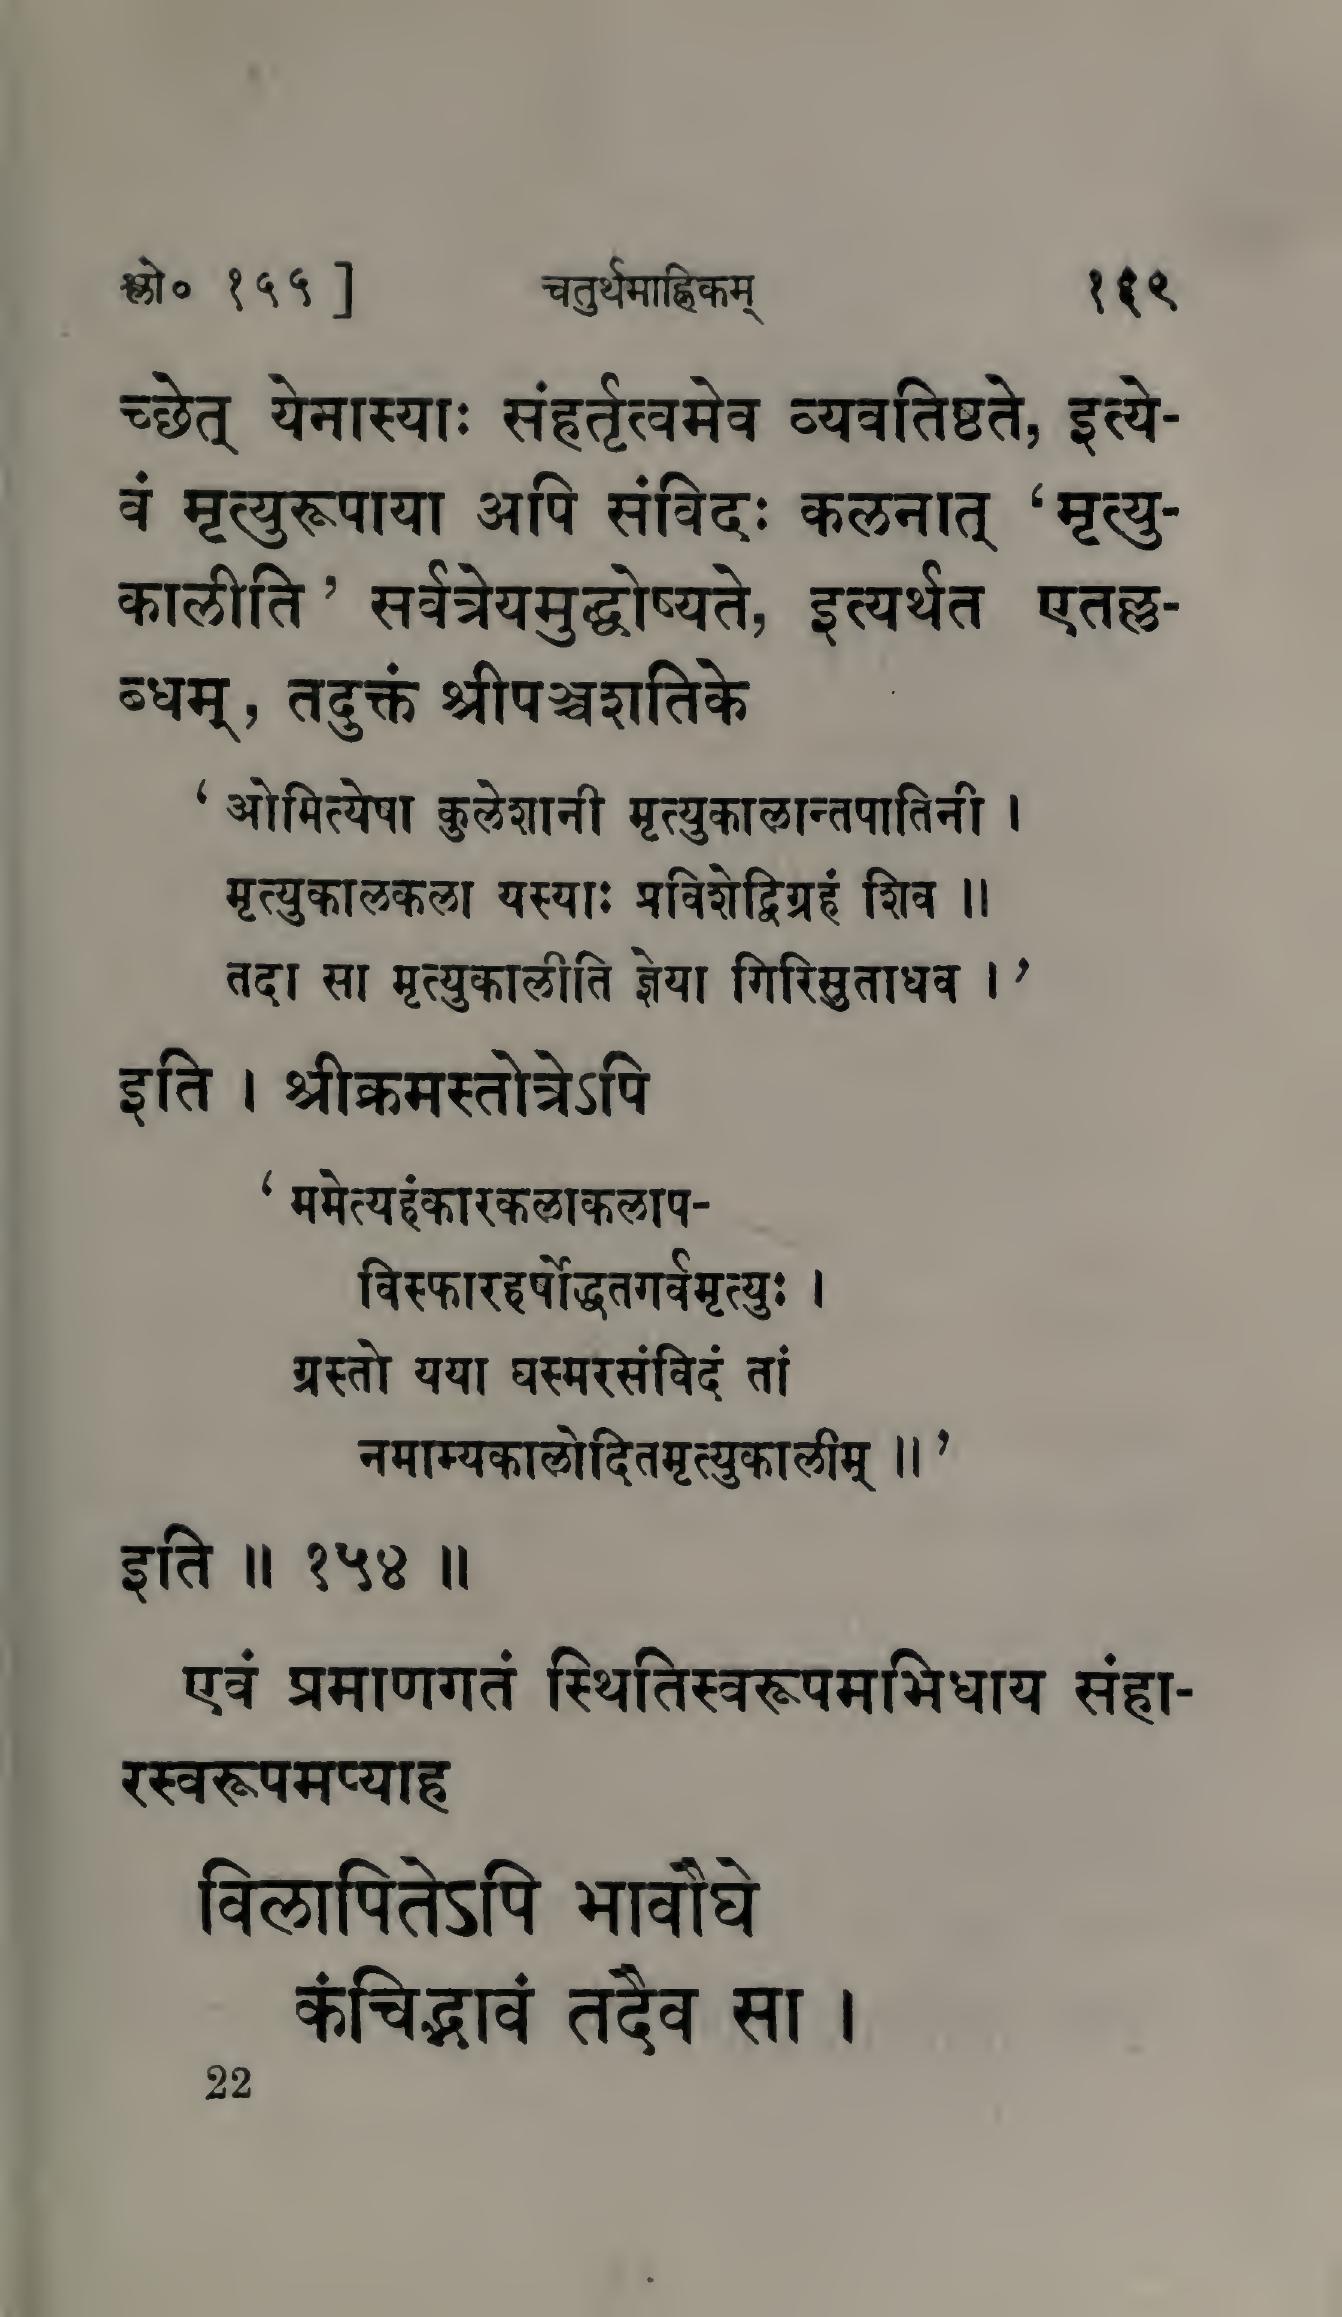 श्लो० १५५ ] चतुर्थमाह्निकम् १६९
च्छेत् येनास्याः संहर्तृत्वमेव व्यवतिष्ठते, इत्ये-
वं मृत्युरूपाया अपि संविदः कलनात् ‘मृत्यु-
कालीति’ सर्वत्रेयमुद्घोष्यते, इत्यर्थत एतल्ल-
ब्धम्, तदुक्तं श्रीपञ्चशतिके
‘ओमित्येषा कुलेशानी मृत्युकालान्तपातिनी ।
मृत्युकालकला यस्याः प्रविशेद्विग्रहं शिव ॥
तदा सा मृत्युकालीति ज्ञेया गिरिसुताधव ।’
इति । श्रीक्रमस्तोत्रेऽपि
‘ममेत्यहंकारकलाकलाप-
विस्फारहर्षोद्धतगर्वमृत्युः ।
ग्रस्तो यया घस्मरसंविदं तां
नमाम्यकालोदितमृत्युकालीम् ॥’
इति ॥ १५४ ॥
एवं प्रमाणगतं स्थितिस्वरूपमभिधाय संहा-
रस्वरूपमप्याह
विलापितेऽपि भावौघे
कंचिद्भावं तदैव सा ।
22